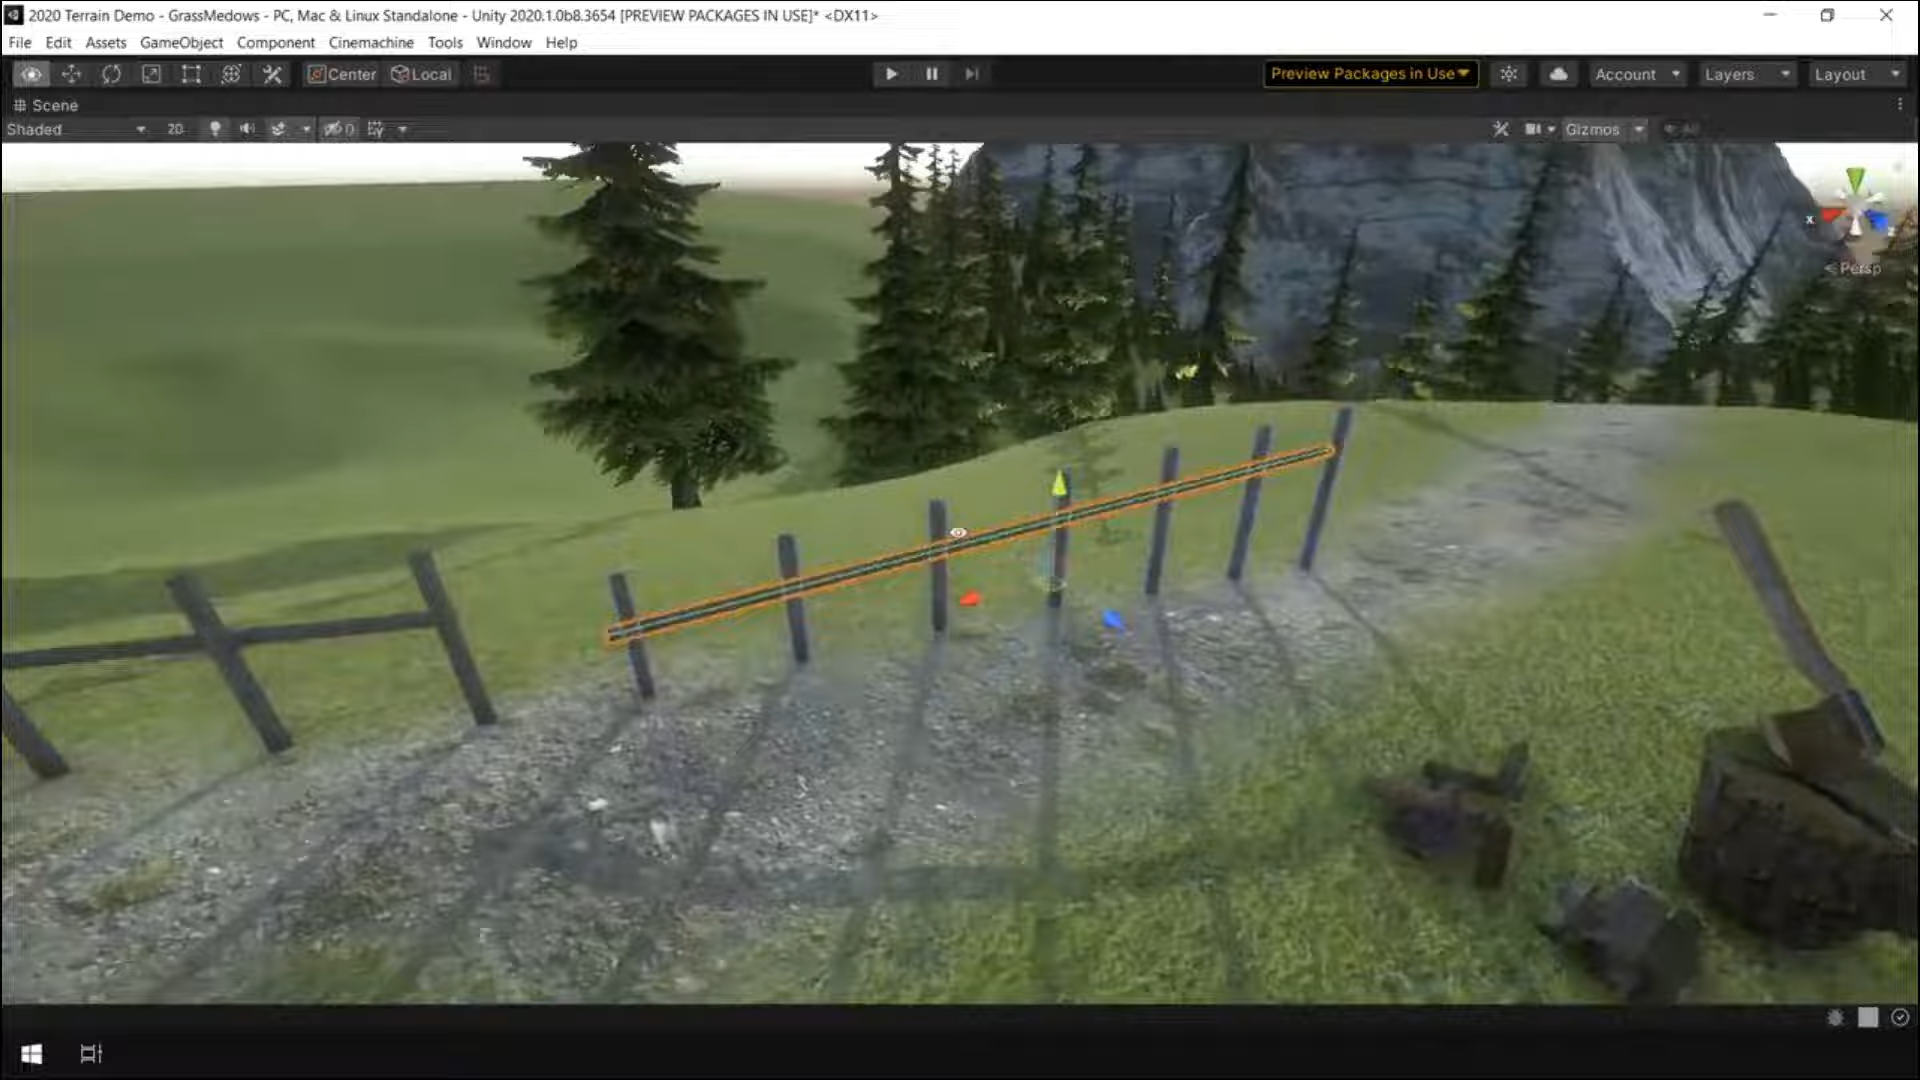 2020 Terrain Demo - GrassMedows - PC, Mac & Linux Standalone - Unity 2020.1.0b8.3654 [PREVIEW PACKAGES IN USE]* <DX11>
File Edit Assets GameObject Component Cinemachine Tools Window Help
Center Local Preview Packages in Use Account Layers Layout
Scene
Shaded 2D 0 Gizmos All
x
Persp